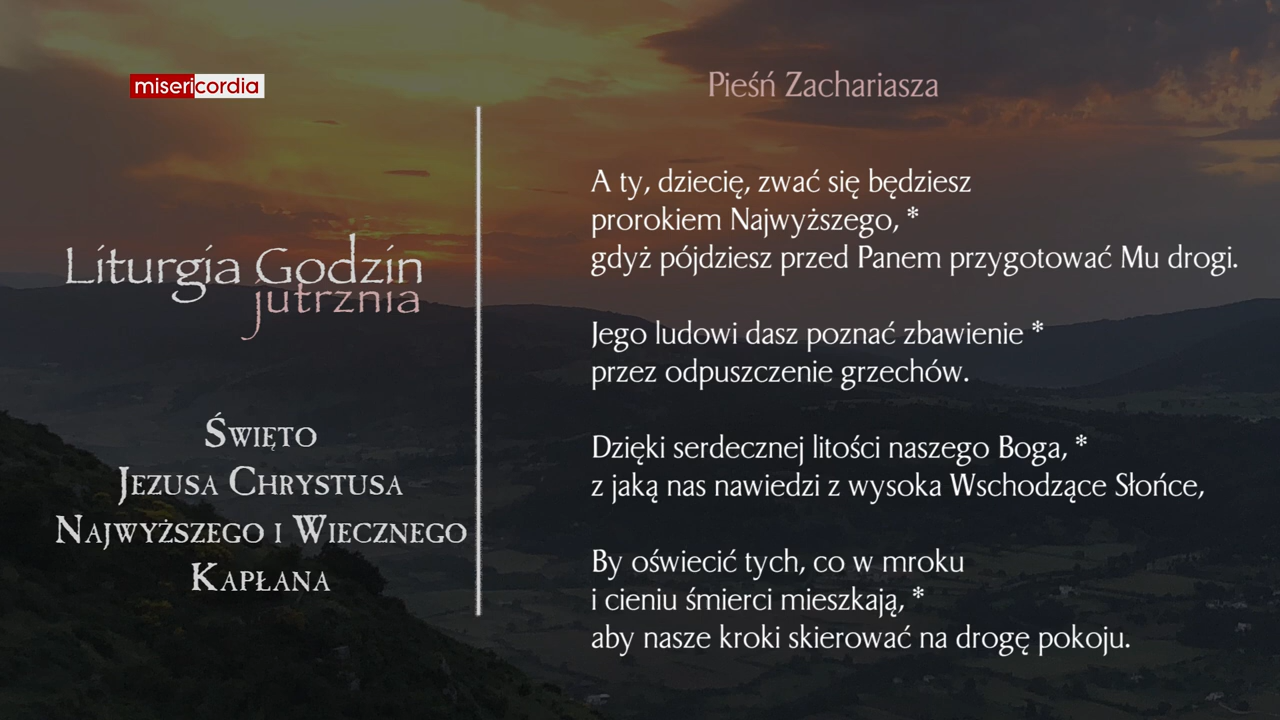 misericordia
Liturgia Godzin
jutrznia
Święto
Jezusa Chrystusa
Najwyższego i Wiecznego
Kapłana
Pieśń Zachariasza
A ty, dziecię, zwać się będziesz
prorokiem Najwyższego, *
gdyż pójdziesz przed Panem przygotować Mu drogi.
Jego ludowi dasz poznać zbawienie *
przez odpuszczenie grzechów.
Dzięki serdecznej litości naszego Boga, *
z jaką nas nawiedzi z wysoka Wschodzące Słońce,
By oświecić tych, co w mroku
i cieniu śmierci mieszkają, *
aby nasze kroki skierować na drogę pokoju.